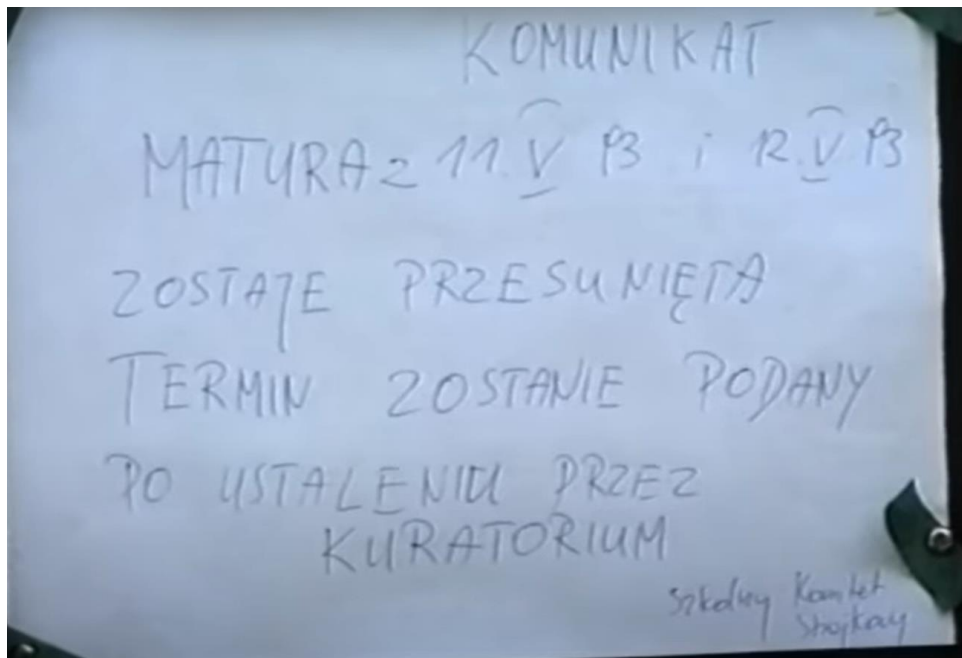 KOMUNIKAT
MATURA z 11.V 93 i 12.V 93
ZOSTAJE PRZESUNIĘTA
TERMIN ZOSTANIE PODANY
PO USTALENIU PRZEZ
KURATORIUM
Szkolny Komitet
Strajkowy